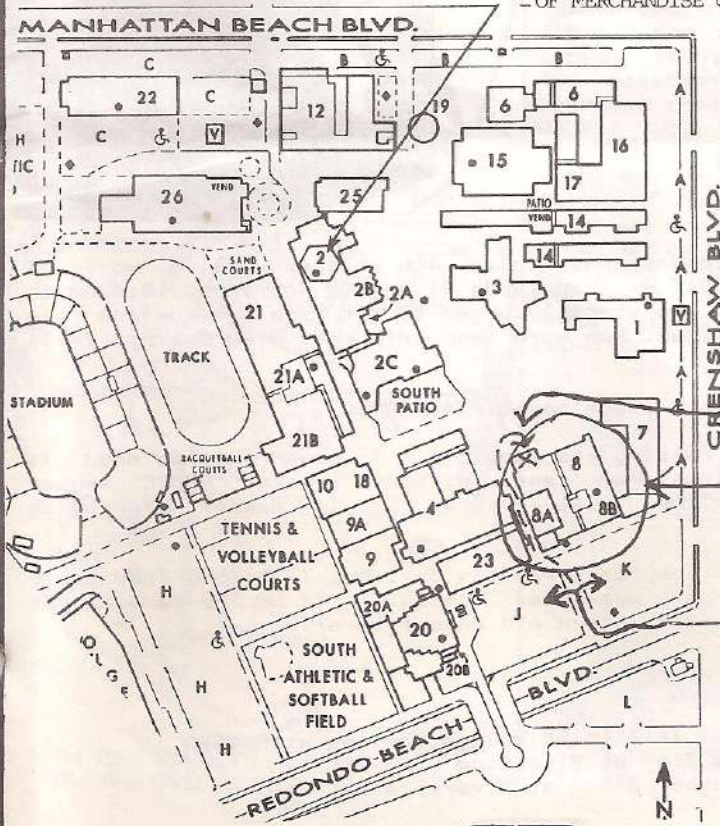 OF MERCHANDISE
MANHATTAN BEACH BLVD.
C
B
B
B
22
C
12
19
6
6
A
H
C
V
15
16
TIC
17
A
26
VEND
25
PATIO
VEND
14
SAND
COURTS
2
14
A
2B
2A
3
21
1
V
CRENSHAW BLVD.
TRACK
2C
21A
STADIUM
SOUTH
PATIO
7
21B
8
A
RACQUETBALL
COURTS
10
18
9A
4
8A
8B
TENNIS &
VOLLEYBALL
COURTS
9
23
K
H
20A
J
20
SOUTH
ATHLETIC &
SOFTBALL
FIELD
20B
H
BLVD.
L
H
REDONDO BEACH
N